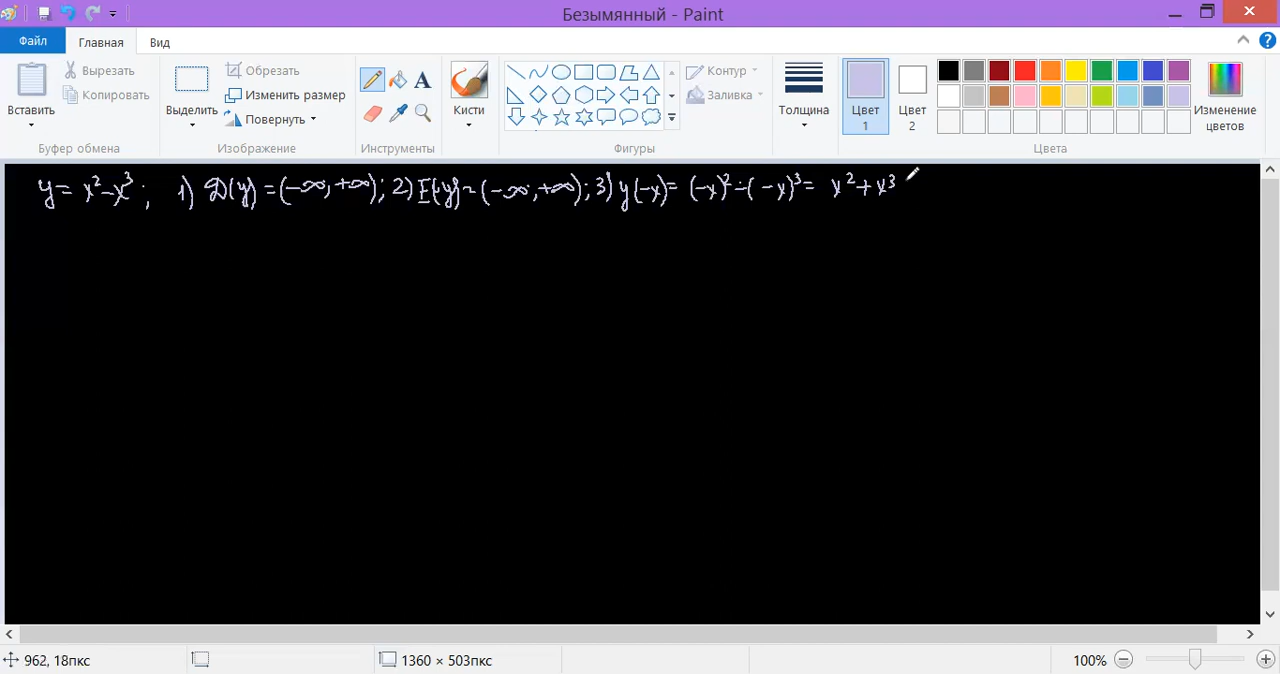 Безымянный - Paint
Файл Главная Вид
Вставить
Вырезать
Копировать
Буфер обмена
Выделить
Обрезать
Изменить размер
Повернуть
Изображение
A
Инструменты
Кисти
Контур
Заливка
Фигуры
Толщина
Цвет 1
Цвет 2
Изменение цветов
Цвета
y = x²-x³; 1) D(y) =(-∞,+∞); 2) E(y)=(-∞,+∞); 3) y(-x)= (-x)²-(-x)³= x²+x³
962, 18пкс
1360 × 503пкс
100%